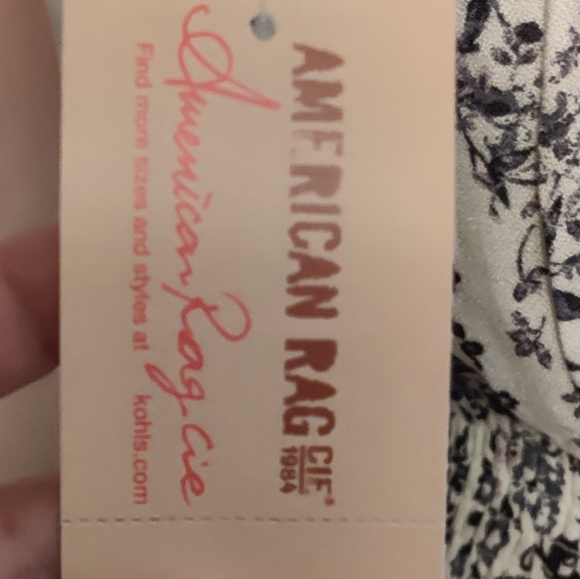 AMERICAN RAG CIE
1984
American Rag Cie
Find more sizes and styles at kohls.com